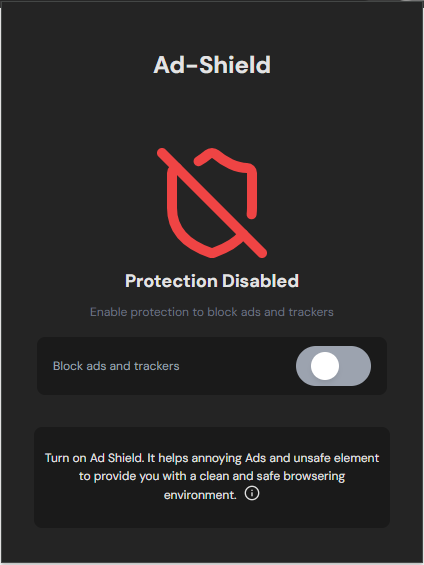 Ad-Shield
Protection Disabled
Enable protection to block ads and trackers
Block ads and trackers
Turn on Ad Shield. It helps annoying Ads and unsafe element
to provide you with a clean and safe browsering
environment.